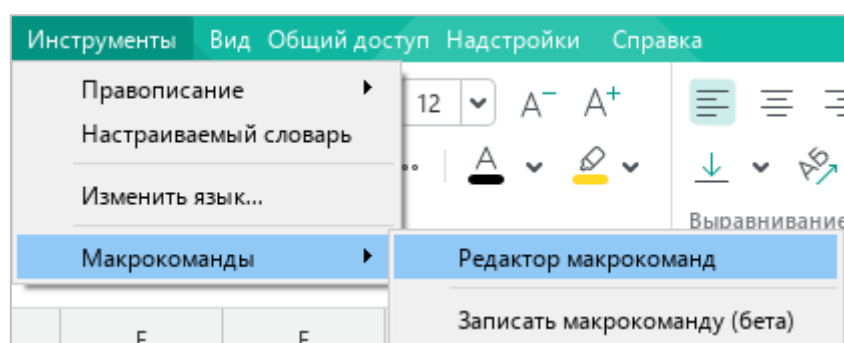 Инструменты Вид Общий доступ Надстройки Справка
Правописание
12 A− A+
Настраиваемый словарь
A АБ
Изменить язык...
Выравнивание
Макрокоманды Редактор макрокоманд
Записать макрокоманду (бета)